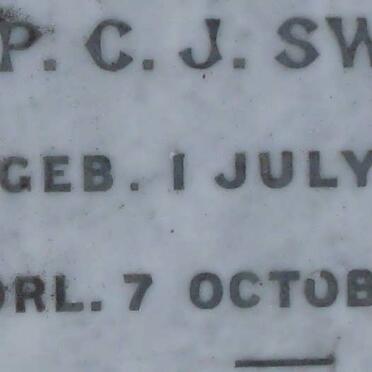 P. C. J. SW
GEB. 1 JULY
ORL. 7 OCTOB